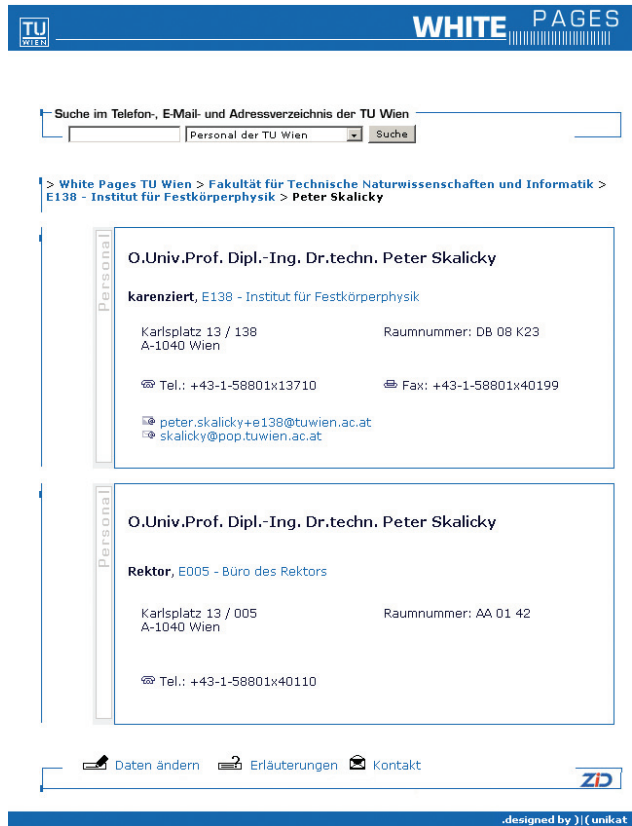 TU
WIEN
WHITE PAGES
Suche im Telefon-, E-Mail- und Adressverzeichnis der TU Wien
Personal der TU Wien Suche
> White Pages TU Wien > Fakultät für Technische Naturwissenschaften und Informatik >
E138 - Institut für Festkörperphysik > Peter Skalicky
Personal
O.Univ.Prof. Dipl.-Ing. Dr.techn. Peter Skalicky
karenziert, E138 - Institut für Festkörperphysik
Karlsplatz 13 / 138 Raumnummer: DB 08 K23
A-1040 Wien
Tel.: +43-1-58801x13710 Fax: +43-1-58801x40199
peter.skalicky+e138@tuwien.ac.at
skalicky@pop.tuwien.ac.at
Personal
O.Univ.Prof. Dipl.-Ing. Dr.techn. Peter Skalicky
Rektor, E005 - Büro des Rektors
Karlsplatz 13 / 005 Raumnummer: AA 01 42
A-1040 Wien
Tel.: +43-1-58801x40110
Daten ändern Erläuterungen Kontakt
ZiD
.designed by )|( unikat